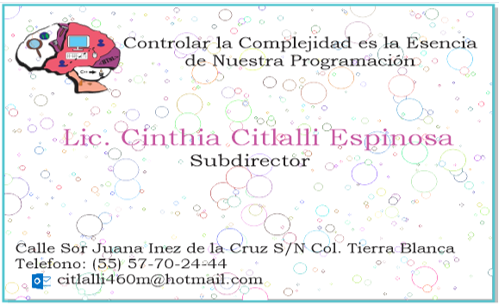 Controlar la Complejidad es la Esencia
de Nuestra Programación
Lic. Cinthia Citlalli Espinosa
Subdirector
Calle Sor Juana Inez de la Cruz S/N Col. Tierra Blanca
Telefono: (55) 57-70-24-44
citlalli460m@hotmail.com